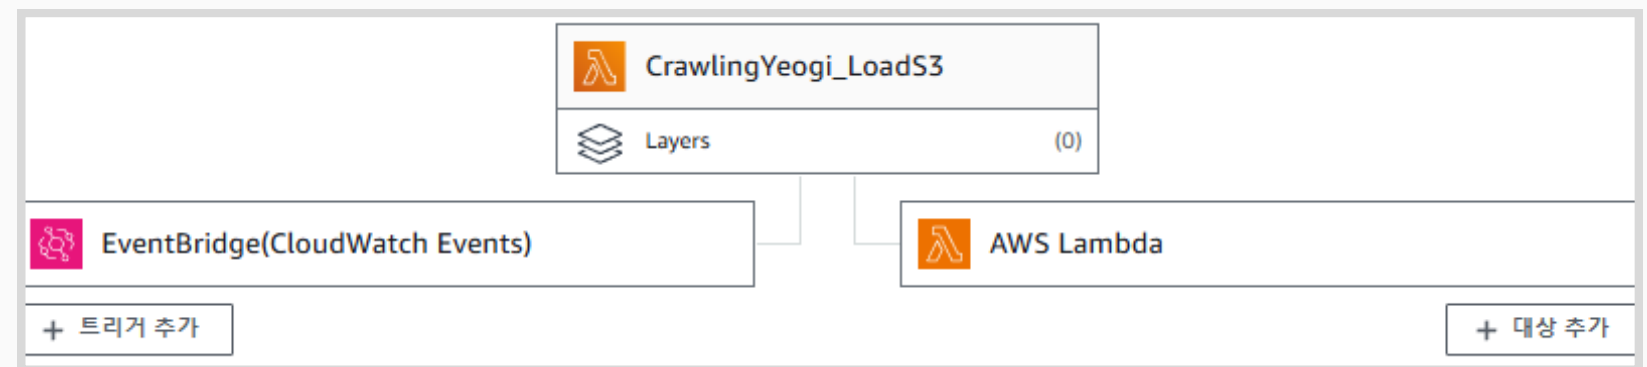 CrawlingYeogi_LoadS3
Layers (0)
EventBridge(CloudWatch Events)
AWS Lambda
+ 트리거 추가
+ 대상 추가